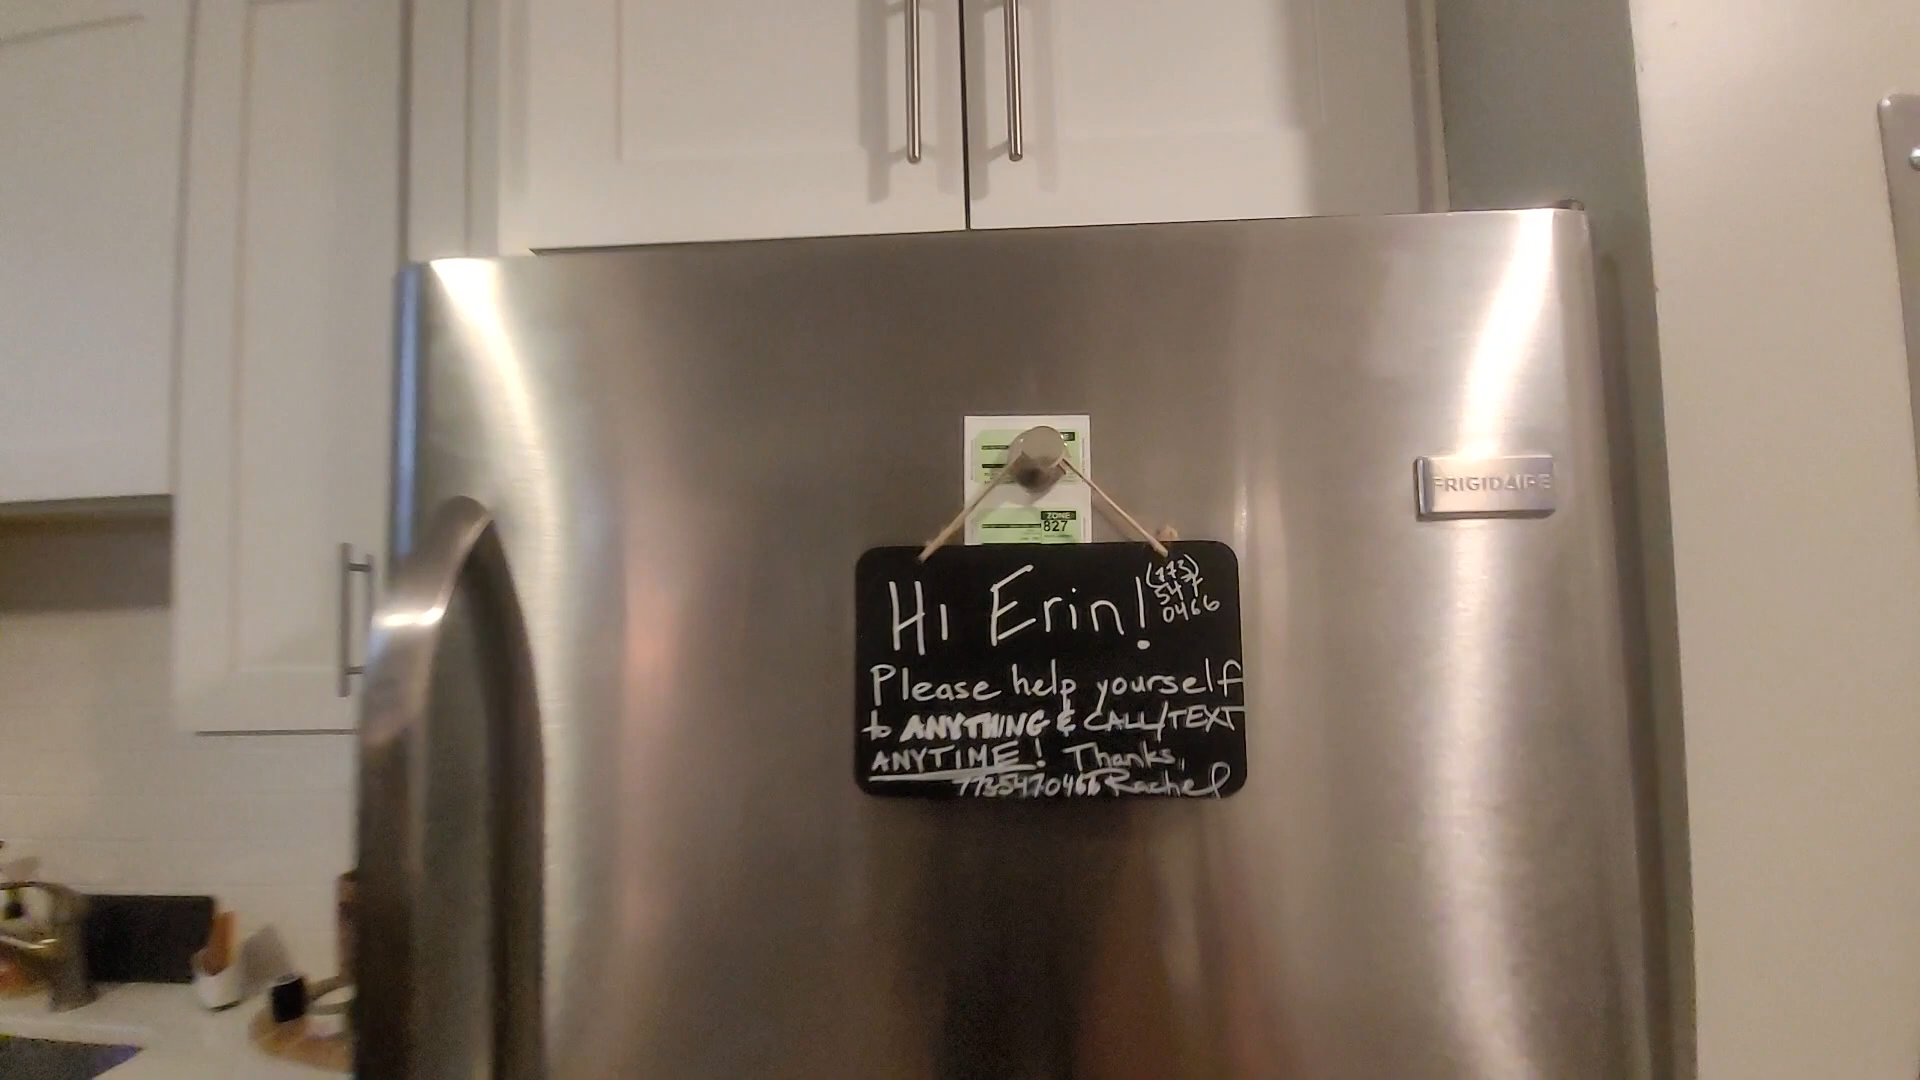 ZONE
827
FRIGIDAIRE
Hi Erin!
(773)
547
0466
Please help yourself
to ANYTHING & CALL/TEXT
ANYTIME! Thanks,
7735470466 Rachel